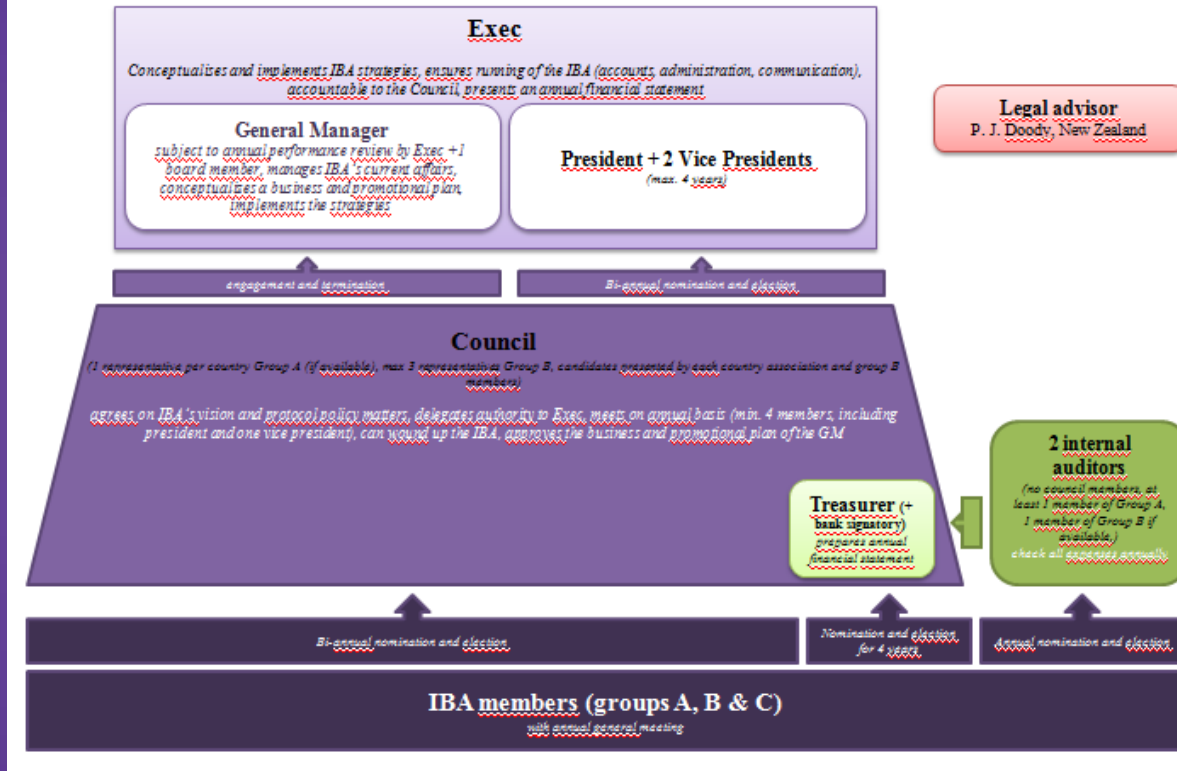 Exec
Conceptualises and implements IBA strategies, ensures running of the IBA (accounts, administration, communication),
accountable to the Council, presents an annual financial statement
General Manager
subject to annual performance review by Exec +1
board member, manages IBA's current affairs,
conceptualizes a business and promotional plan,
implements the strategies
President + 2 Vice Presidents
(max. 4 years)
Legal advisor
P. J. Doody, New Zealand
engagement and termination
Bi-annual nomination and election
Council
(1 representative per country Group A (if available), max 3 representatives Group B, candidates presented by each country association and group B
members)
agrees on IBA's vision and protocol policy matters, delegates authority to Exec, meets on annual basis (min. 4 members, including
president and one vice president), can wound up the IBA, approves the business and promotional plan of the GM
Treasurer (+
bank signatory)
prepares annual
financial statement
2 internal
auditors
(no council members, at
least 1 member of Group A,
1 member of Group B if
available,)
check all expenses annually
Bi-annual nomination and election
Nomination and election
for 4 years
Annual nomination and election
IBA members (groups A, B & C)
with annual general meeting